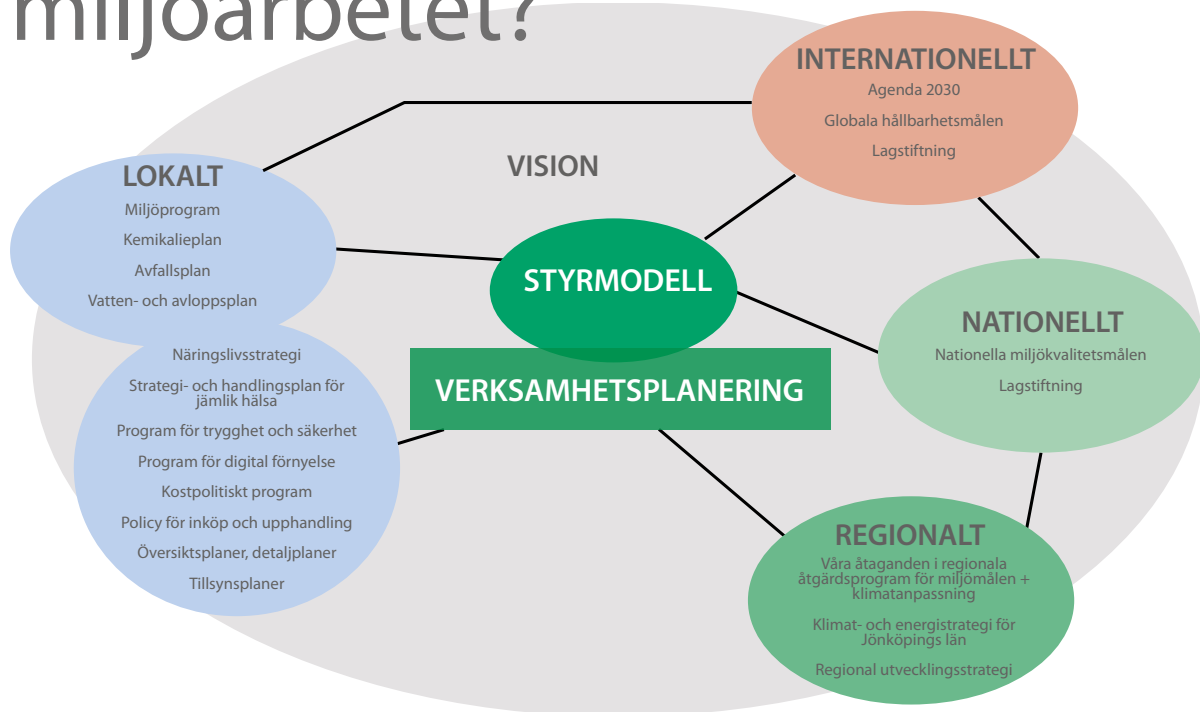 miljöarbetet?
INTERNATIONELLT
Agenda 2030
Globala hållbarhetsmålen
Lagstiftning
VISION
LOKALT
Miljöprogram
Kemikalieplan
Avfallsplan
Vatten- och avloppsplan
Näringslivsstrategi
Strategi- och handlingsplan för
jämlik hälsa
Program för trygghet och säkerhet
Program för digital förnyelse
Kostpolitiskt program
Policy för inköp och upphandling
Översiktsplaner, detaljplaner
Tillsynsplaner
STYRMODELL
VERKSAMHETSPLANERING
NATIONELLT
Nationella miljökvalitetsmålen
Lagstiftning
REGIONALT
Våra åtaganden i regionala
åtgärdsprogram för miljömålen +
klimatanpassning
Klimat- och energistrategi för
Jönköpings län
Regional utvecklingsstrategi